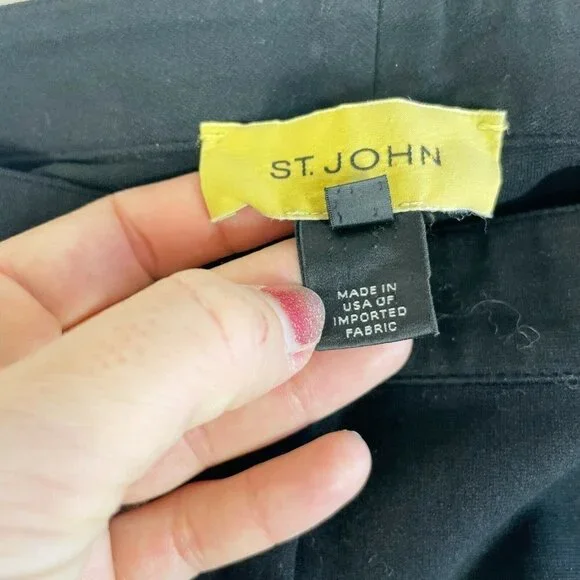 ST. JOHN
MADE IN
USA OF
IMPORTED
FABRIC